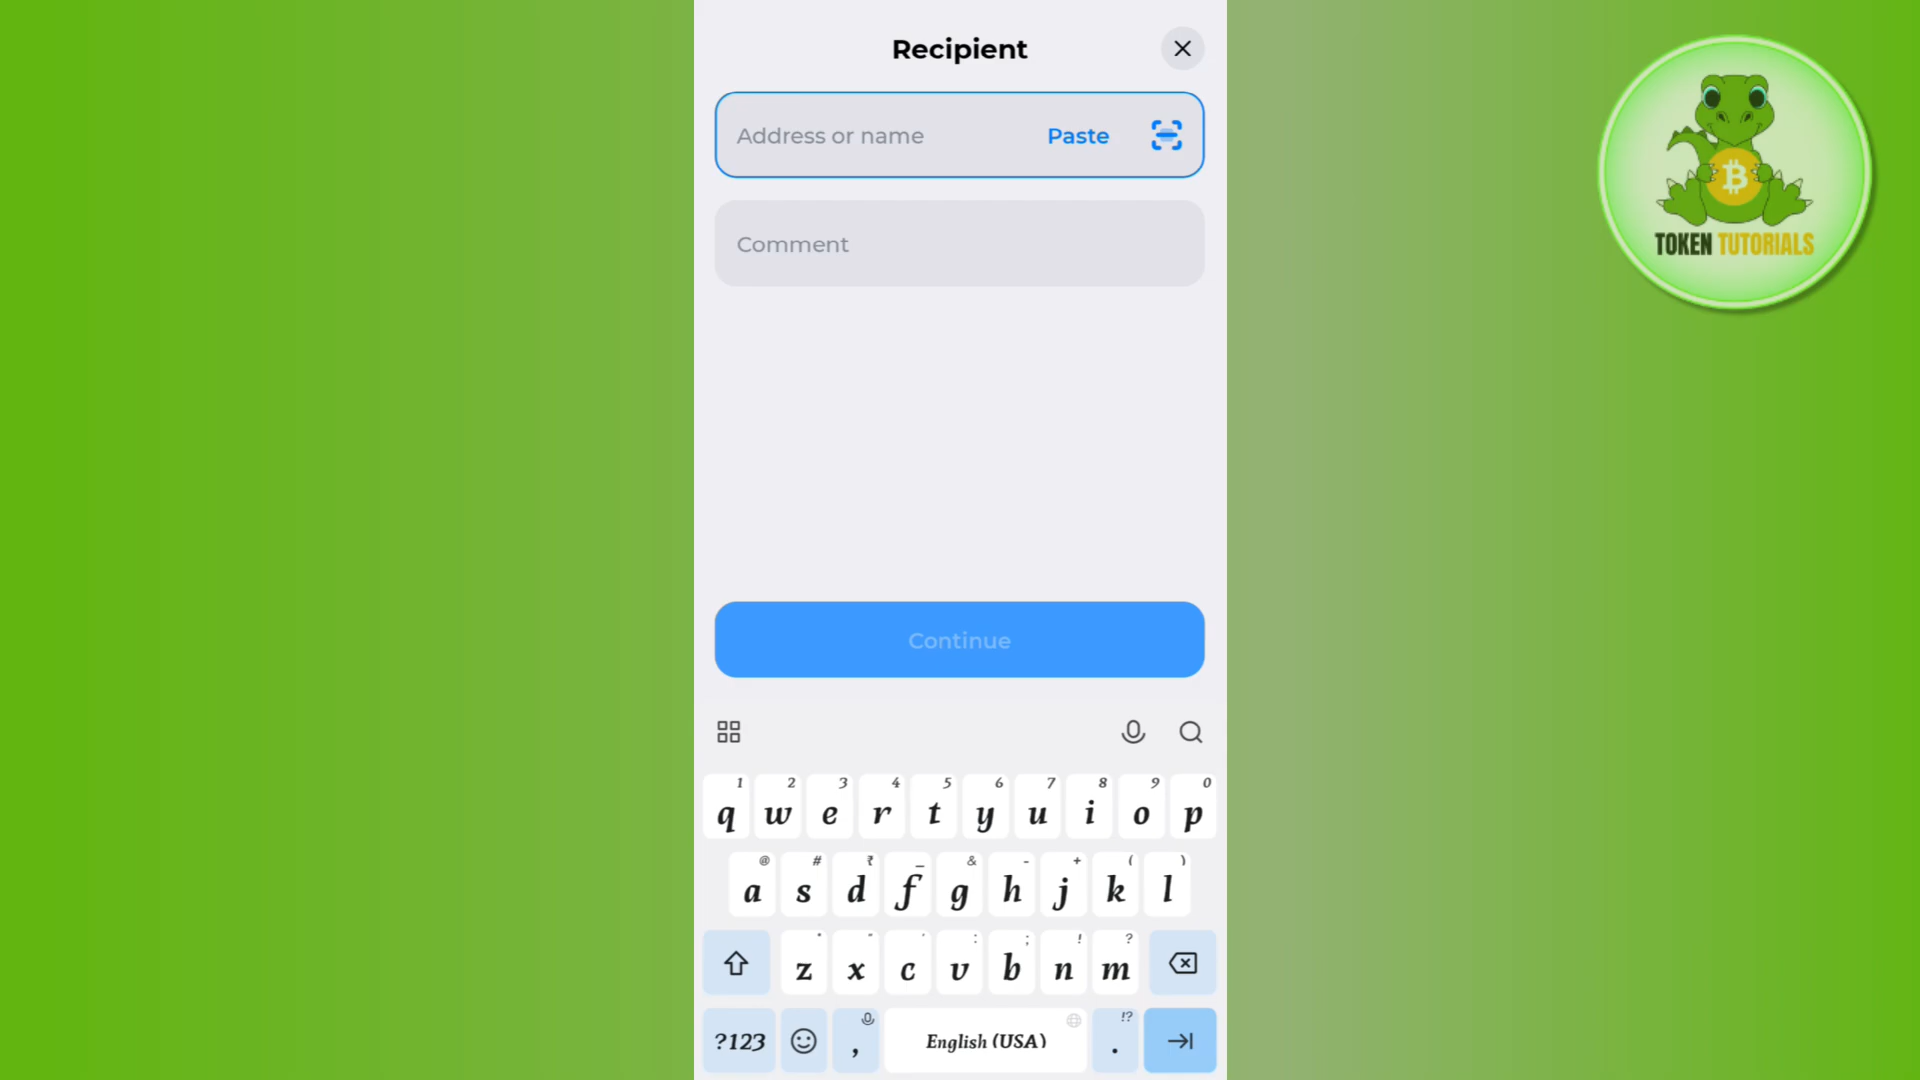 Recipient
Address or name Paste
Comment
Continue
1 2 3 4 5 6 7 8 9 0
q w e r t y u i o p
@ # ₹ _ & - + ( )
a s d f g h j k l
* " ' : ; ! ?
z x c v b n m
!?
?123 , English (USA) .
TOKEN TUTORIALS